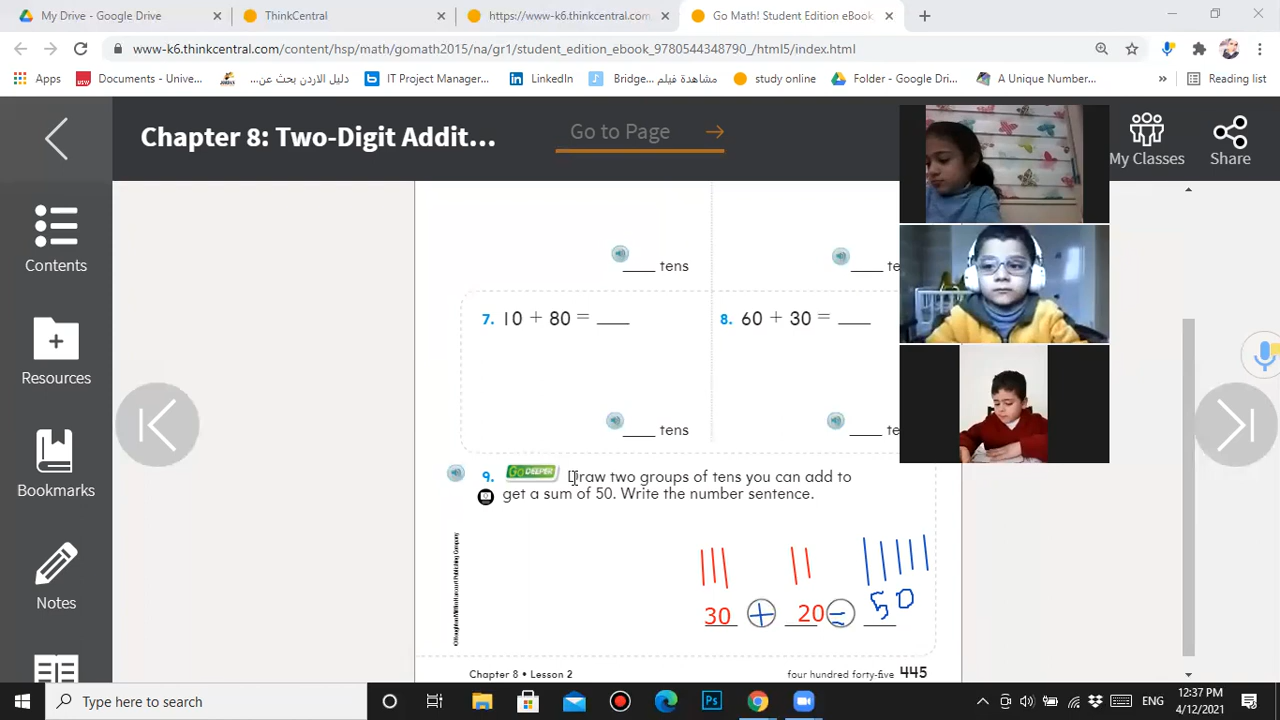 My Drive - Google Drive
ThinkCentral
https://www-k6.thinkcentral.com
Go Math! Student Edition eBook
www-k6.thinkcentral.com/content/hsp/math/gomath2015/na/gr1/student_edition_ebook_9780544348790_/html5/index.html
Apps
Documents - Unive...
دليل الاردن بحث عن...
IT Project Manager...
LinkedIn
Bridge... مشاهدة فيلم
study online
Folder - Google Dri...
A Unique Number...
»
Reading list
Chapter 8: Two-Digit Addit...
Go to Page
My Classes
Share
Contents
Resources
Bookmarks
Notes
____ tens
____ te
7. 10 + 80 = ____
8. 60 + 30 = ____
____ tens
____ te
9. Go DEEPER Draw two groups of tens you can add to
get a sum of 50. Write the number sentence.
30 + 20 = 50
Chapter 8 • Lesson 2
four hundred forty-five 445
Type here to search
ENG
12:37 PM
4/12/2021